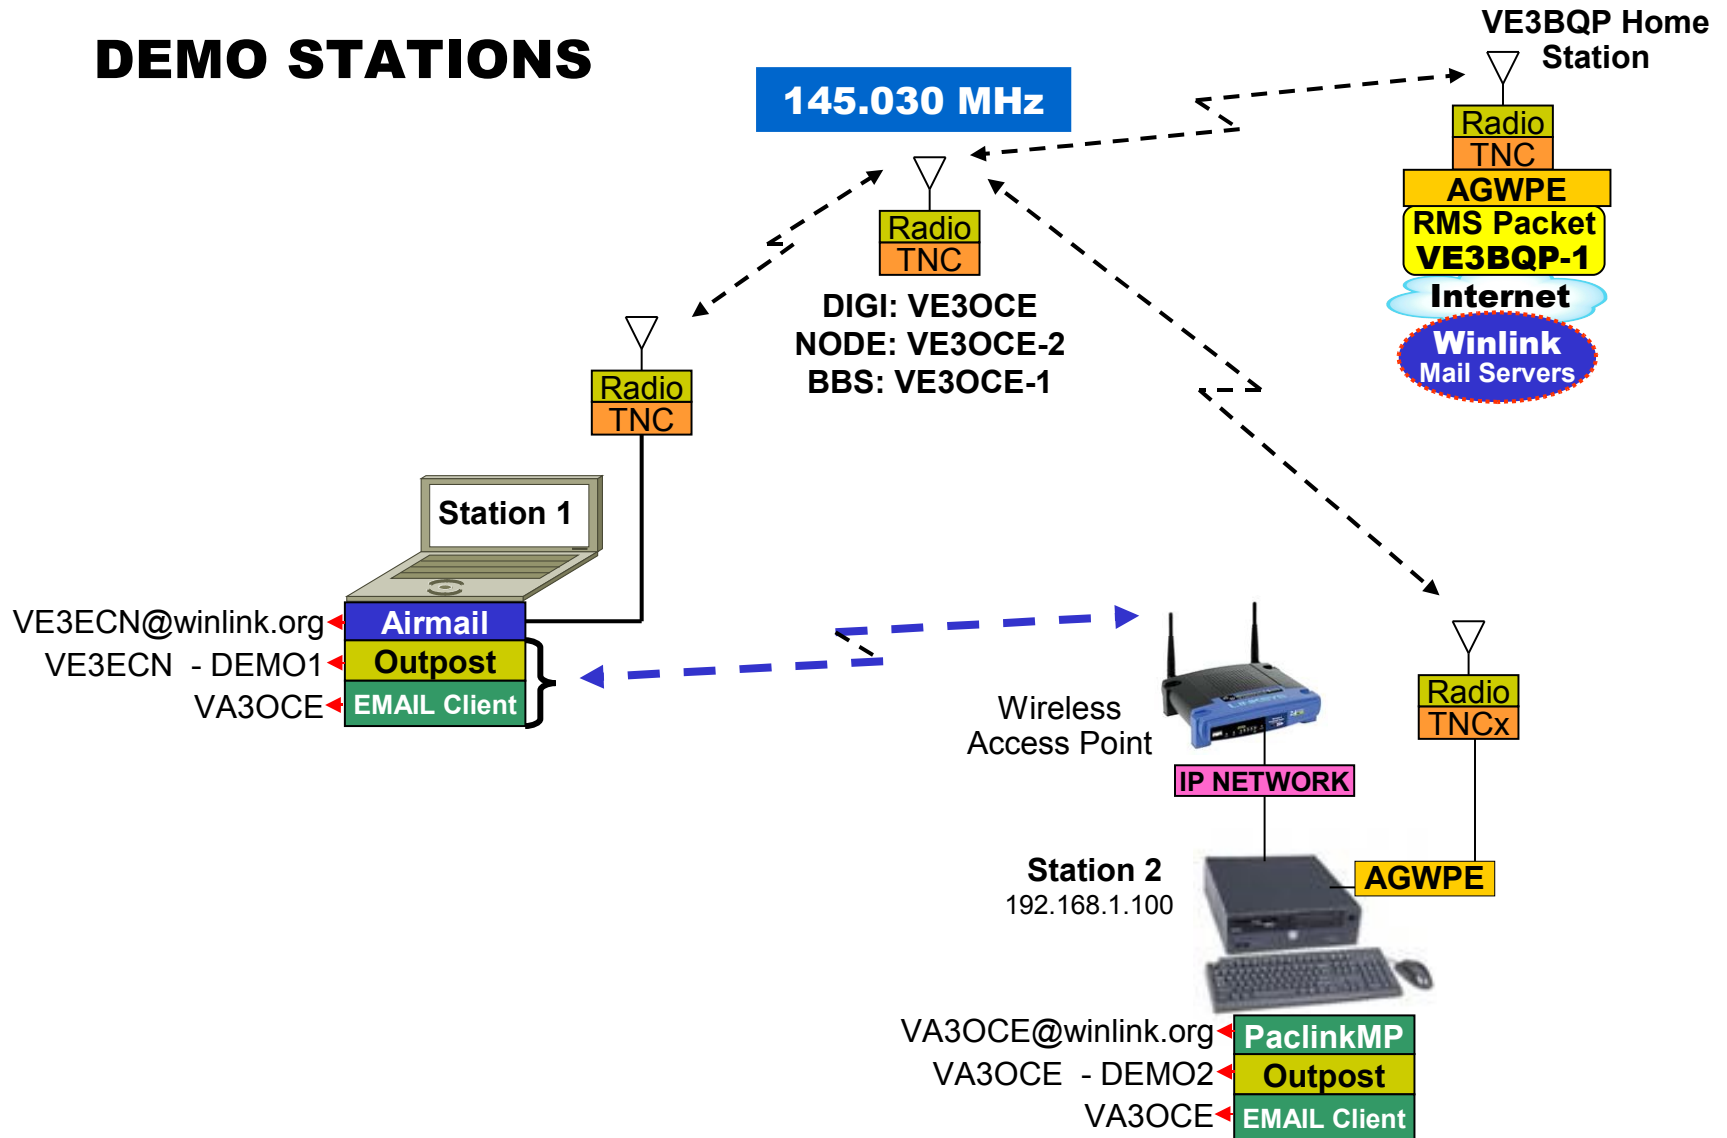 DEMO STATIONS
VE3BQP Home
Station
145.030 MHz
Radio
TNC
AGWPE
RMS Packet
VE3BQP-1
Internet
Winlink
Mail Servers
Radio
TNC
DIGI: VE3OCE
NODE: VE3OCE-2
BBS: VE3OCE-1
Radio
TNC
Station 1
VE3ECN@winlink.org
Airmail
VE3ECN - DEMO1
Outpost
VA3OCE
EMAIL Client
Wireless
Access Point
Radio
TNCx
IP NETWORK
Station 2
192.168.1.100
AGWPE
VA3OCE@winlink.org
PaclinkMP
VA3OCE - DEMO2
Outpost
VA3OCE
EMAIL Client